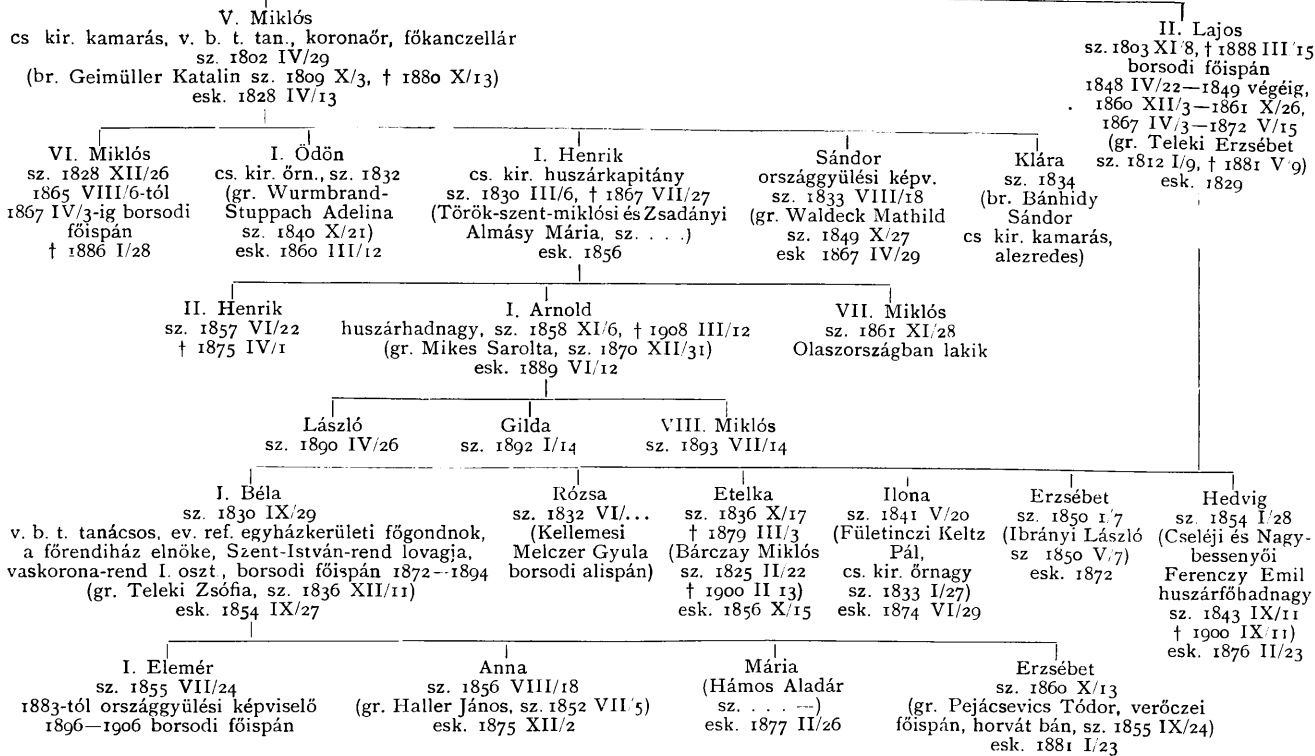 V. Miklós
cs kir. kamarás, v. b. t. tan., koronaőr, főkanczellár
sz. 1802 IV/29
(br. Geimüller Katalin sz. 1809 X/3, † 1880 X/13)
esk. 1828 IV/13
II. Lajos
sz. 1803 XI/8, † 1888 III/15
borsodi főispán
1848 IV/22—1849 végéig,
1860 XII/3—1861 X/26,
1867 IV/3—1872 V/15
(gr. Teleki Erzsébet
sz. 1812 I/9, † 1881 V/9)
esk. 1829
VI. Miklós
sz. 1828 XII/26
1865 VIII/6-tól
1867 IV/3-ig borsodi
főispán
† 1886 I/28
I. Ödön
cs. kir. őrn., sz. 1832
(gr. Wurmbrand-
Stuppach Adelina
sz. 1840 X/21)
esk. 1860 III/12
I. Henrik
cs. kir. huszárkapitány
sz. 1830 III/6, † 1867 VII/27
(Török-szent-miklósi és Zsadányi
Almásy Mária, sz. . . . .)
esk. 1856
Sándor
országgyülési képv.
sz. 1833 VIII/18
(gr. Waldeck Mathild
sz. 1849 X/27
esk 1867 IV/29
Klára
sz. 1834
(br. Bánhidy
Sándor
cs kir. kamarás,
alezredes)
II. Henrik
sz. 1857 VI/22
† 1875 IV/1
I. Arnold
huszárhadnagy, sz. 1858 XI/6, † 1908 III/12
(gr. Mikes Sarolta, sz. 1870 XII/31)
esk. 1889 VI/12
VII. Miklós
sz. 1861 XI/28
Olaszországban lakik
László
sz. 1890 IV/26
Gilda
sz. 1892 I/14
VIII. Miklós
sz. 1893 VII/14
I. Béla
sz. 1830 IX/29
v. b. t. tanácsos, ev. ref. egyházkerületi főgondnok,
a főrendiház elnöke, Szent-István-rend lovagja,
vaskorona-rend I. oszt., borsodi főispán 1872—1894
(gr. Teleki Zsófia, sz. 1836 XII/11)
esk. 1854 IX/27
Rózsa
sz. 1832 VI/...
(Kellemesi
Melczer Gyula
borsodi alispán)
Etelka
sz. 1836 X/17
† 1879 III/3
(Bárczay Miklós
sz. 1825 II/22
† 1900 II 13)
esk. 1856 X/15
Ilona
sz. 1841 V/20
(Fületinczi Keltz
Pál,
cs. kir. őrnagy
sz. 1833 I/27)
esk. 1874 VI/29
Erzsébet
sz. 1850 I/7
(Ibrányi László
sz 1850 V/7)
esk. 1872
Hedvig
sz. 1854 I/28
(Cseléji és Nagy-
bessenyői
Ferenczy Emil
huszárfőhadnagy
sz. 1843 IX/11
† 1900 IX/11)
esk. 1876 II/23
I. Elemér
sz. 1855 VII/24
1883-tól országgyülési képviselő
1896—1906 borsodi főispán
Anna
sz. 1856 VIII/18
(gr. Haller János, sz. 1852 VII/5)
esk. 1875 XII/2
Mária
(Hámos Aladár
sz. . . . —)
esk. 1877 II/26
Erzsébet
sz. 1860 X/13
(gr. Pejácsevics Tódor, verőczei
főispán, horvát bán, sz. 1855 IX/24)
esk. 1881 I/23